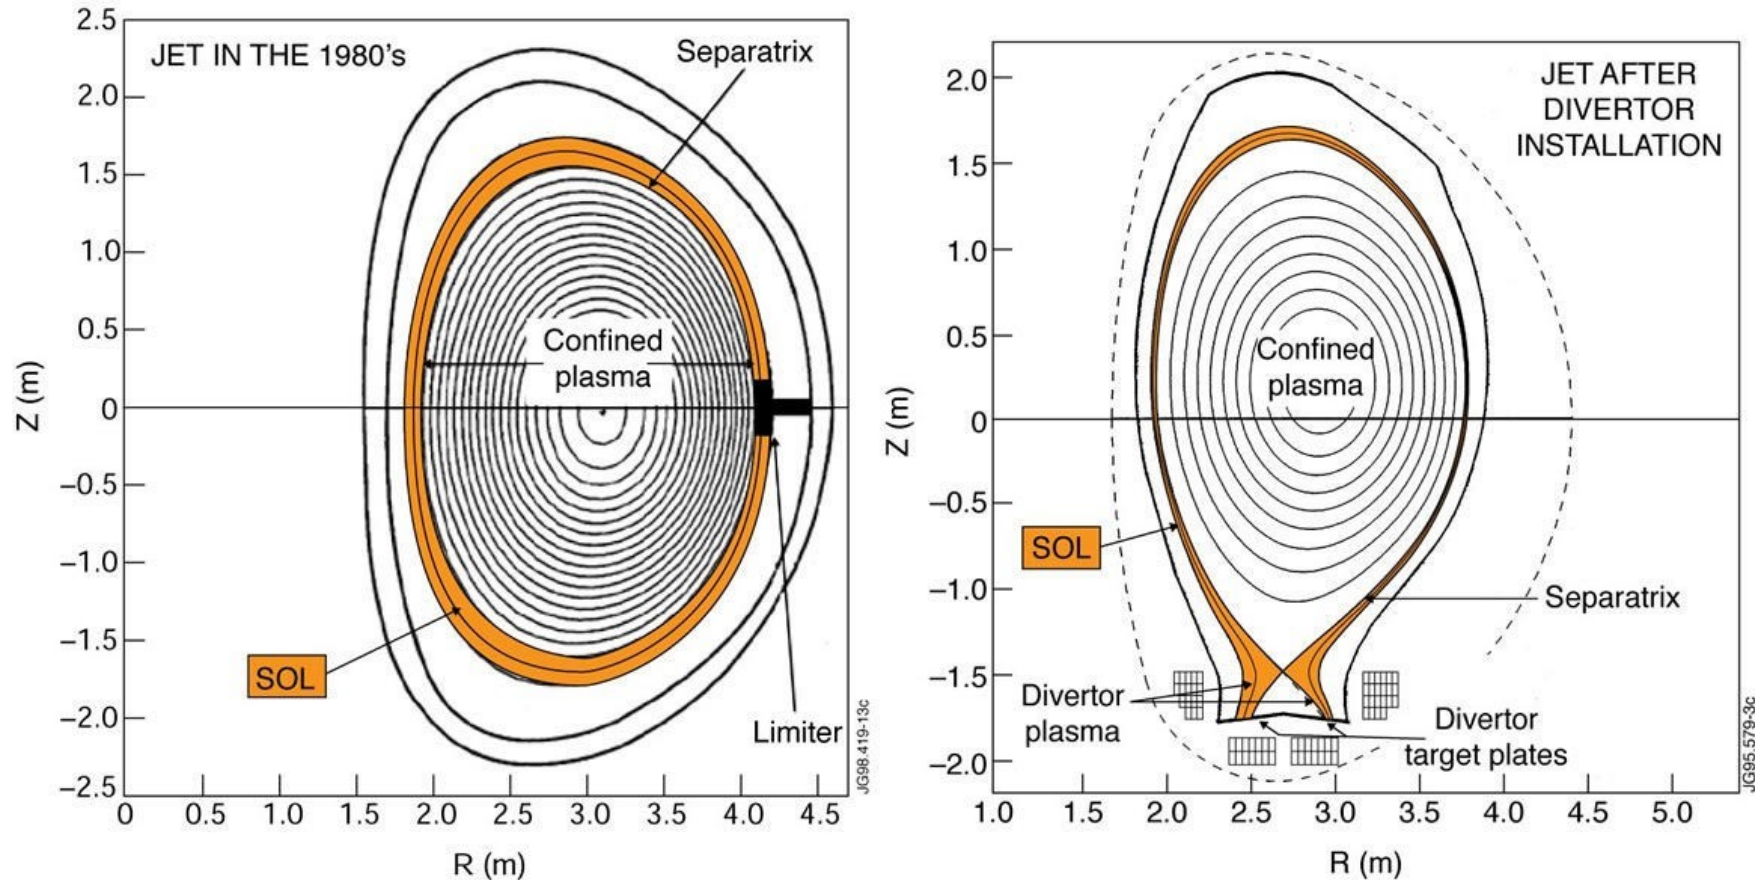 JET IN THE 1980's
Separatrix
2.5
2.0
1.5
1.0
0.5
0
–0.5
–1.0
–1.5
–2.0
–2.5
Z (m)
Confined
plasma
SOL
Limiter
JG98.419-13c
0
0.5
1.0
1.5
2.0
2.5
3.0
3.5
4.0
4.5
R (m)
JET AFTER
DIVERTOR
INSTALLATION
2.0
1.5
1.0
0.5
0
–0.5
–1.0
–1.5
–2.0
Z (m)
Confined
plasma
SOL
Separatrix
Divertor
plasma
Divertor
target plates
JG95.579-3c
1.0
1.5
2.0
2.5
3.0
3.5
4.0
4.5
5.0
R (m)